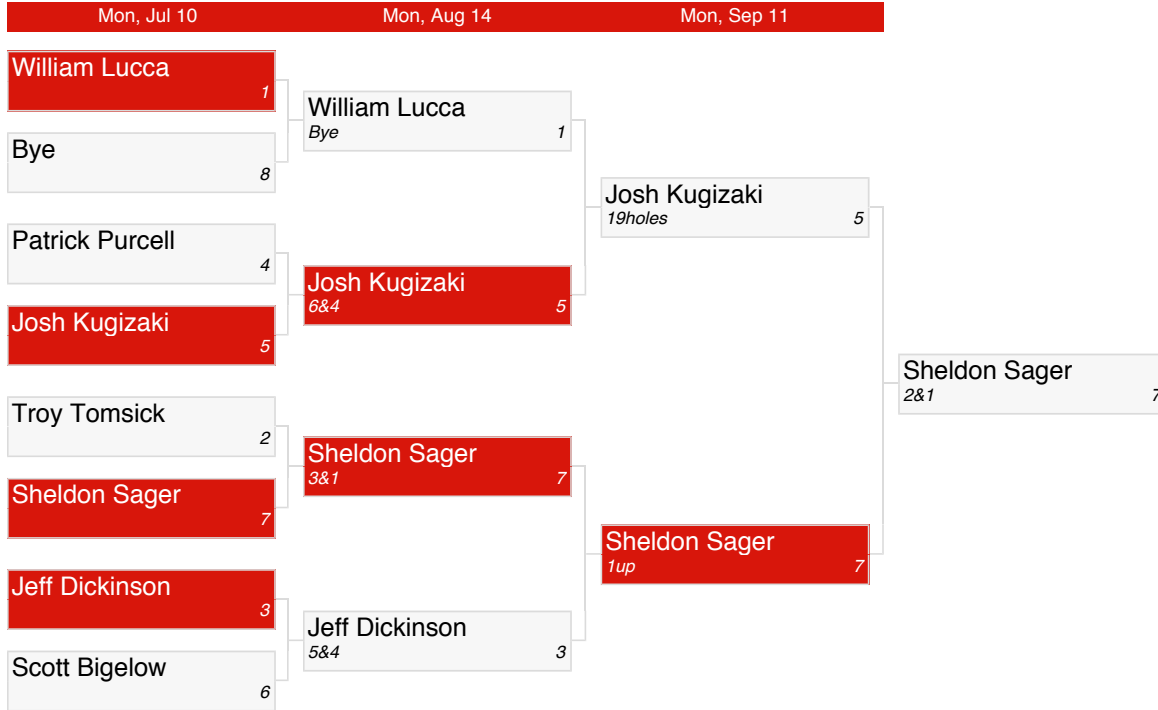 Mon, Jul 10
Mon, Aug 14
Mon, Sep 11
William Lucca
1
Bye
8
Patrick Purcell
4
Josh Kugizaki
5
Troy Tomsick
2
Sheldon Sager
7
Jeff Dickinson
3
Scott Bigelow
6
William Lucca
Bye 1
Josh Kugizaki
6&4 5
Sheldon Sager
3&1 7
Jeff Dickinson
5&4 3
Josh Kugizaki
19holes 5
Sheldon Sager
1up 7
Sheldon Sager
2&1 7